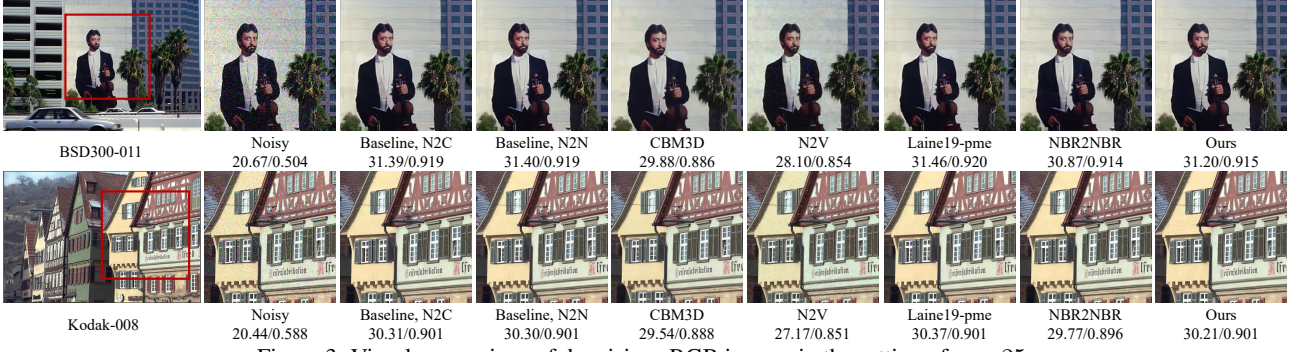 BSD300-011
Noisy
20.67/0.504
Baseline, N2C
31.39/0.919
Baseline, N2N
31.40/0.919
CBM3D
29.88/0.886
N2V
28.10/0.854
Laine19-pme
31.46/0.920
NBR2NBR
30.87/0.914
Ours
31.20/0.915
Kodak-008
Noisy
20.44/0.588
Baseline, N2C
30.31/0.901
Baseline, N2N
30.30/0.901
CBM3D
29.54/0.888
N2V
27.17/0.851
Laine19-pme
30.37/0.901
NBR2NBR
29.77/0.896
Ours
30.21/0.901